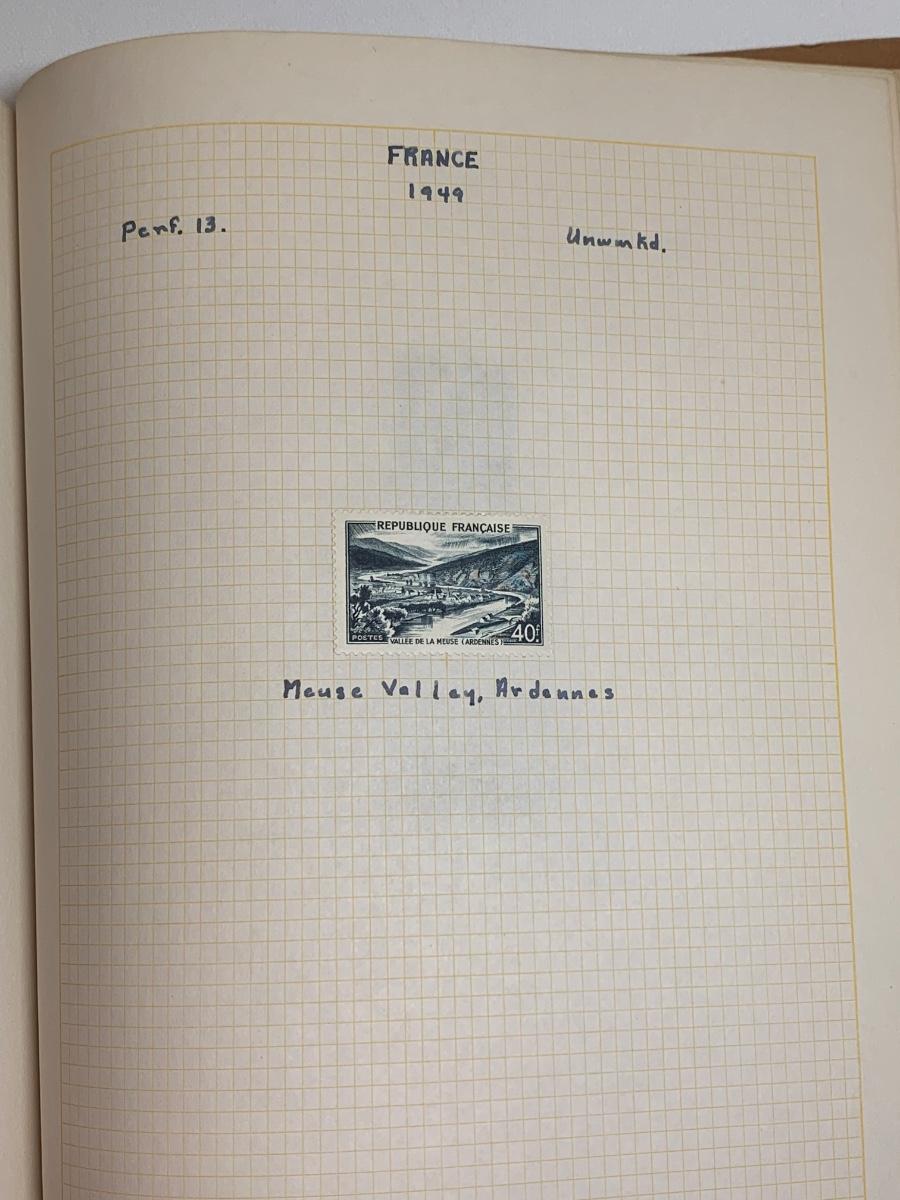 FRANCE
1949
Perf. 13.
Unwmkd.
REPUBLIQUE FRANÇAISE
POSTES
VALLEE DE LA MEUSE (ARDENNES)
40f.
Meuse Valley, Ardennes